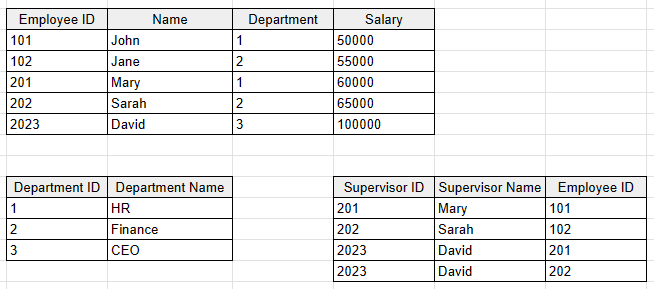 Employee ID Name Department Salary
101 John 1 50000
102 Jane 2 55000
201 Mary 1 60000
202 Sarah 2 65000
2023 David 3 100000
Department ID Department Name
1 HR
2 Finance
3 CEO
Supervisor ID Supervisor Name Employee ID
201 Mary 101
202 Sarah 102
2023 David 201
2023 David 202